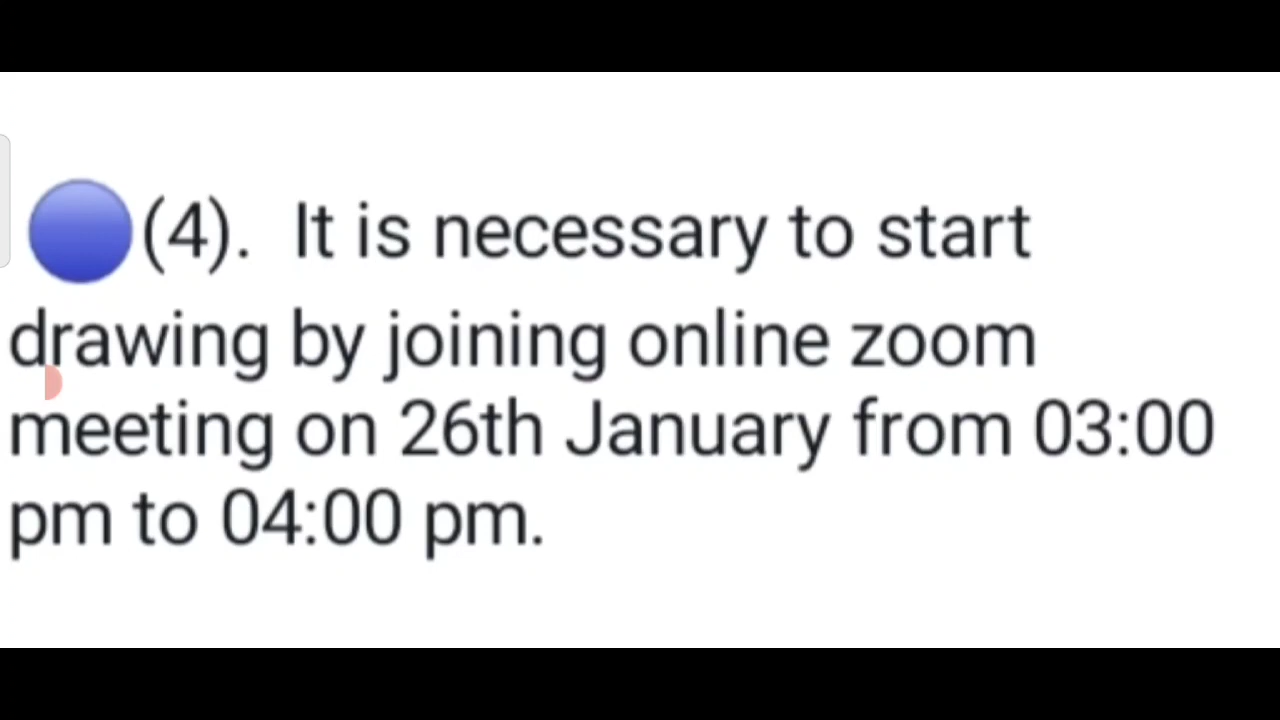 (4). It is necessary to start
drawing by joining online zoom
meeting on 26th January from 03:00
pm to 04:00 pm.